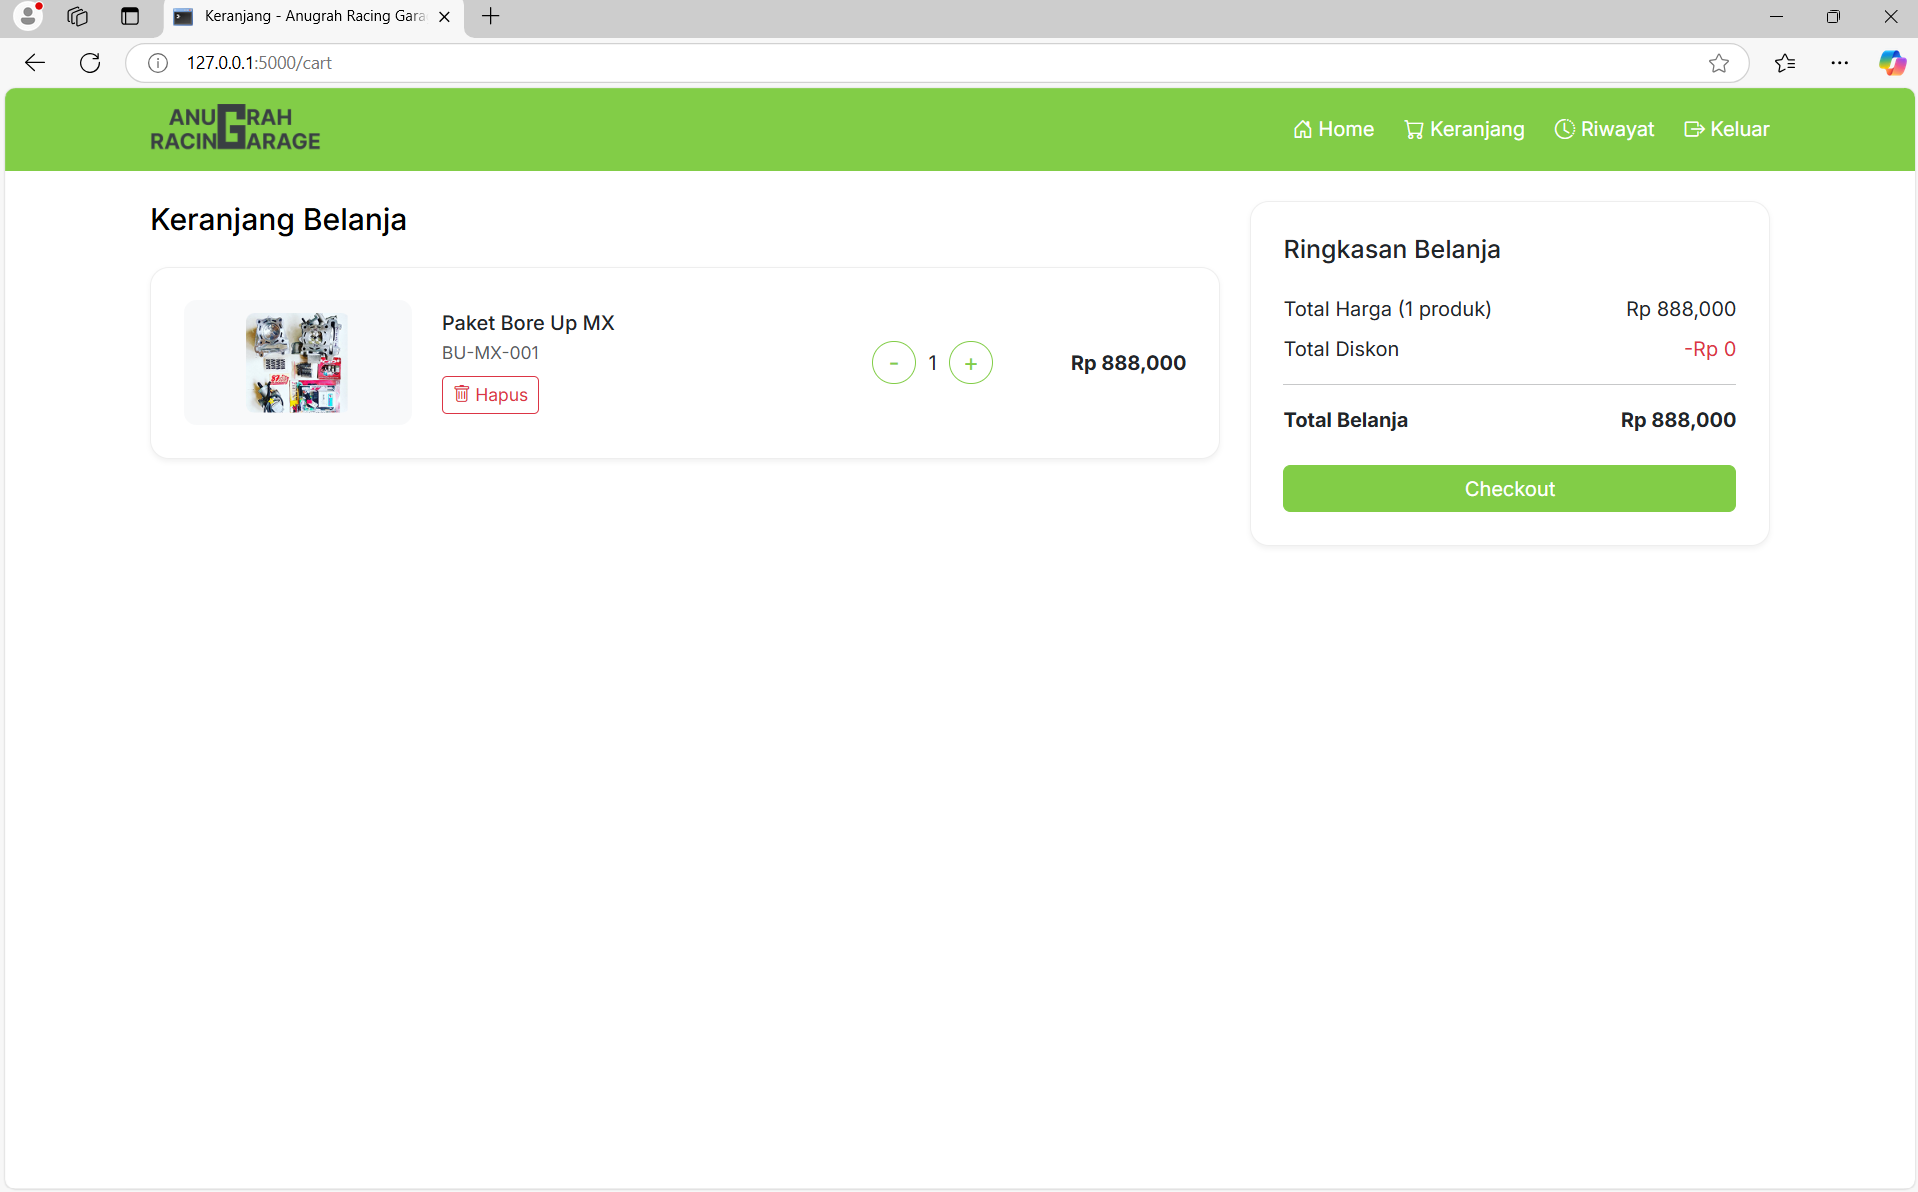 Keranjang - Anugrah Racing Gara
127.0.0.1:5000/cart
ANUGRAH
RACINGARAGE
Home
Keranjang
Riwayat
Keluar
Keranjang Belanja
Paket Bore Up MX
BU-MX-001
Hapus
- 1 +
Rp 888,000
Ringkasan Belanja
Total Harga (1 produk) Rp 888,000
Total Diskon -Rp 0
Total Belanja Rp 888,000
Checkout